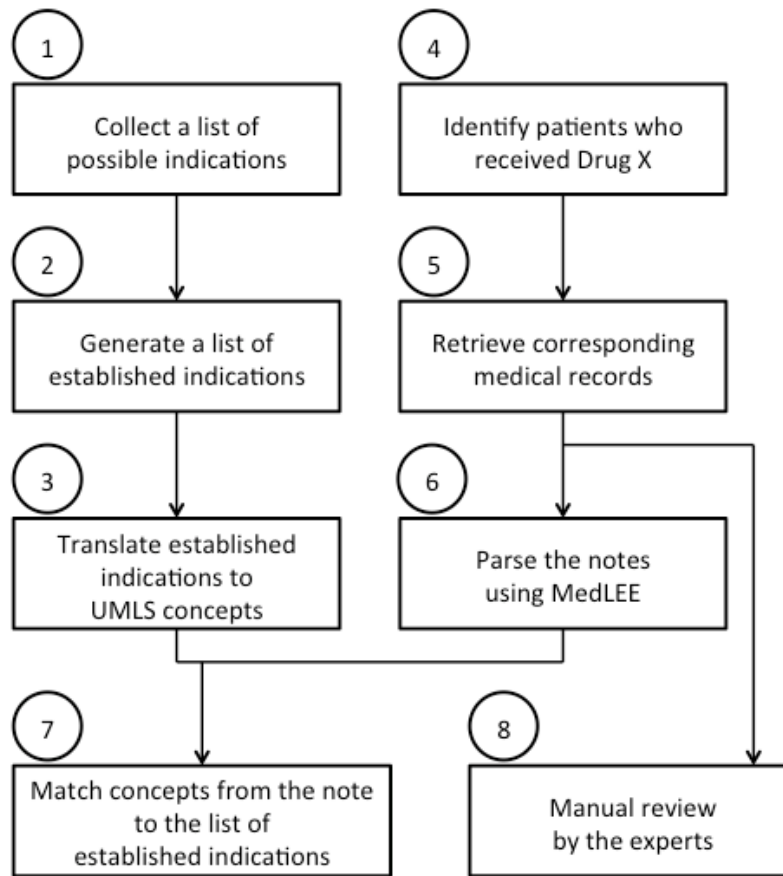 1
Collect a list of
possible indications
2
Generate a list of
established indications
3
Translate established
indications to
UMLS concepts
4
Identify patients who
received Drug X
5
Retrieve corresponding
medical records
6
Parse the notes
using MedLEE
7
Match concepts from the note
to the list of
established indications
8
Manual review
by the experts